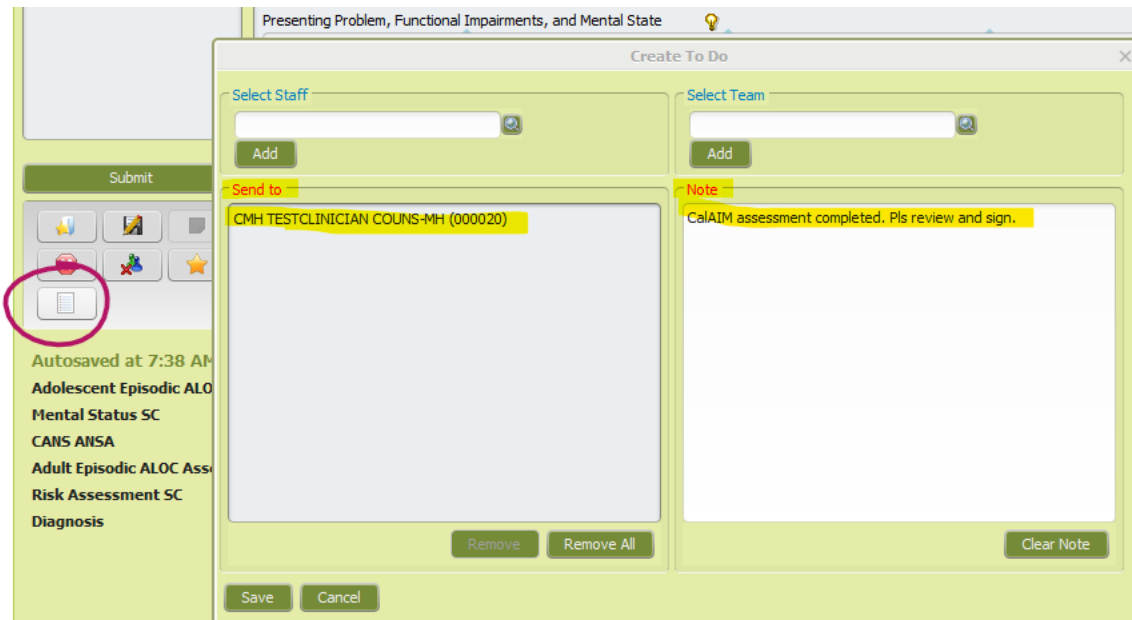 Presenting Problem, Functional Impairments, and Mental State
Create To Do
Select Staff
Select Team
Add
Add
Submit
Send to
Note
CMH TESTCLINICIAN COUNS-MH (000020)
CalAIM assessment completed. Pls review and sign.
Autosaved at 7:38 AM
Adolescent Episodic ALO
Mental Status SC
CANS ANSA
Adult Episodic ALOC Ass
Risk Assessment SC
Diagnosis
Remove
Remove All
Clear Note
Save
Cancel